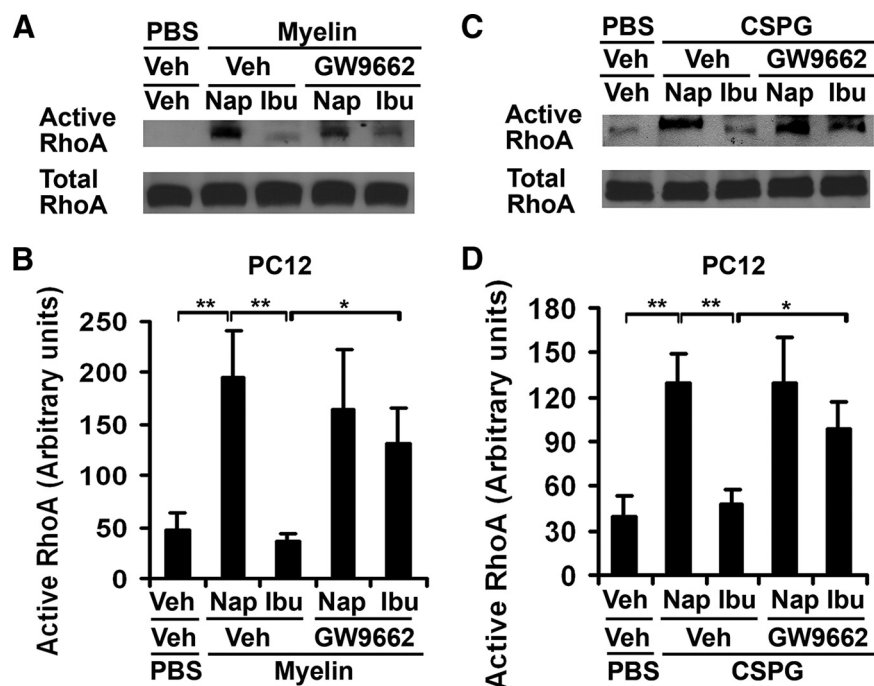 A
PBS Myelin
Veh Veh GW9662
Veh Nap Ibu Nap Ibu
Active
RhoA
Total
RhoA
C
PBS CSPG
Veh Veh GW9662
Veh Nap Ibu Nap Ibu
Active
RhoA
Total
RhoA
B
PC12
** ** *
Active RhoA (Arbitrary units)
250
200
150
100
50
0
Veh Nap Ibu Nap Ibu
Veh Veh GW9662
PBS Myelin
D
PC12
** ** *
Active RhoA (Arbitrary units)
180
150
120
90
60
30
0
Veh Nap Ibu Nap Ibu
Veh Veh GW9662
PBS CSPG